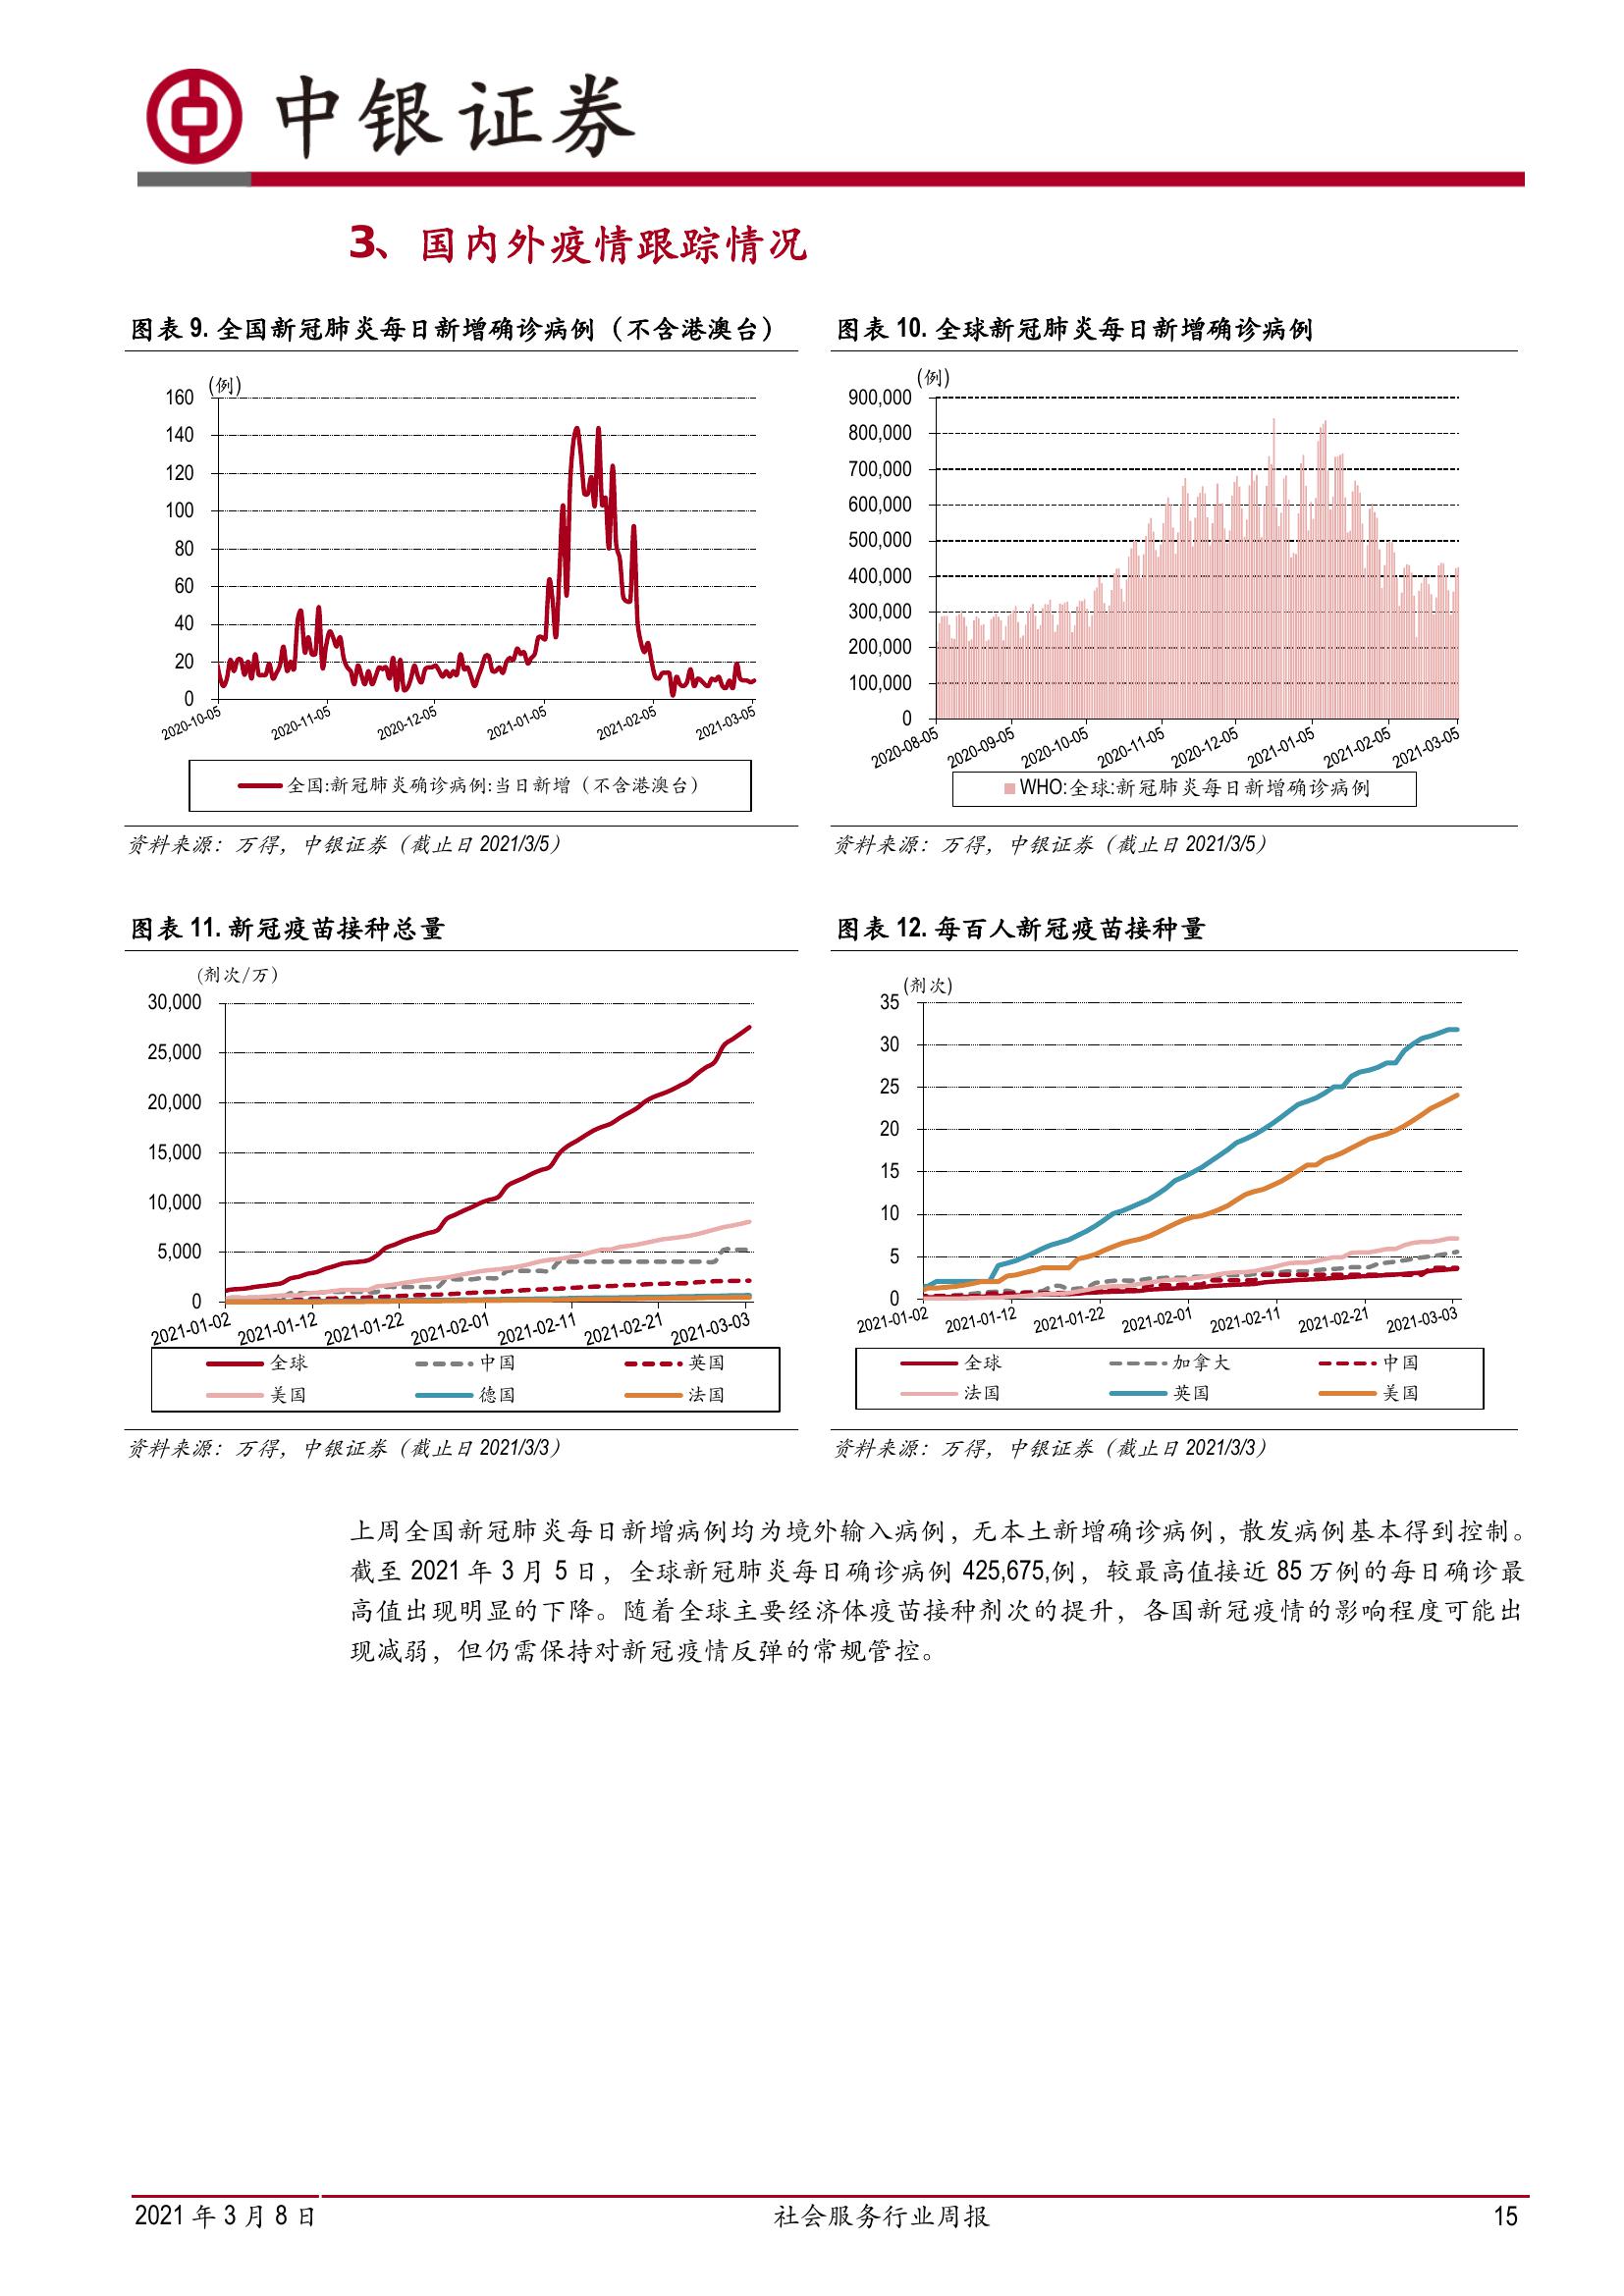 中银证券
3、国内外疫情跟踪情况
图表 9. 全国新冠肺炎每日新增确诊病例（不含港澳台）
(例)
160
140
120
100
80
60
40
20
0
2020-10-05
2020-11-05
2020-12-05
2021-01-05
2021-02-05
2021-03-05
全国:新冠肺炎确诊病例:当日新增（不含港澳台）
资料来源：万得，中银证券（截止日 2021/3/5）
图表 10. 全球新冠肺炎每日新增确诊病例
(例)
900,000
800,000
700,000
600,000
500,000
400,000
300,000
200,000
100,000
0
2020-08-05
2020-09-05
2020-10-05
2020-11-05
2020-12-05
2021-01-05
2021-02-05
2021-03-05
WHO:全球:新冠肺炎每日新增确诊病例
资料来源：万得，中银证券（截止日 2021/3/5）
图表 11. 新冠疫苗接种总量
(剂次/万)
30,000
25,000
20,000
15,000
10,000
5,000
0
2021-01-02
2021-01-12
2021-01-22
2021-02-01
2021-02-11
2021-02-21
2021-03-03
全球
中国
英国
美国
德国
法国
资料来源：万得，中银证券（截止日 2021/3/3）
图表 12. 每百人新冠疫苗接种量
(剂次)
35
30
25
20
15
10
5
0
2021-01-02
2021-01-12
2021-01-22
2021-02-01
2021-02-11
2021-02-21
2021-03-03
全球
加拿大
中国
法国
英国
美国
资料来源：万得，中银证券（截止日 2021/3/3）
上周全国新冠肺炎每日新增病例均为境外输入病例，无本土新增确诊病例，散发病例基本得到控制。
截至 2021 年 3 月 5 日，全球新冠肺炎每日确诊病例 425,675,例，较最高值接近 85 万例的每日确诊最
高值出现明显的下降。随着全球主要经济体疫苗接种剂次的提升，各国新冠疫情的影响程度可能出
现减弱，但仍需保持对新冠疫情反弹的常规管控。
2021 年 3 月 8 日
社会服务行业周报
15